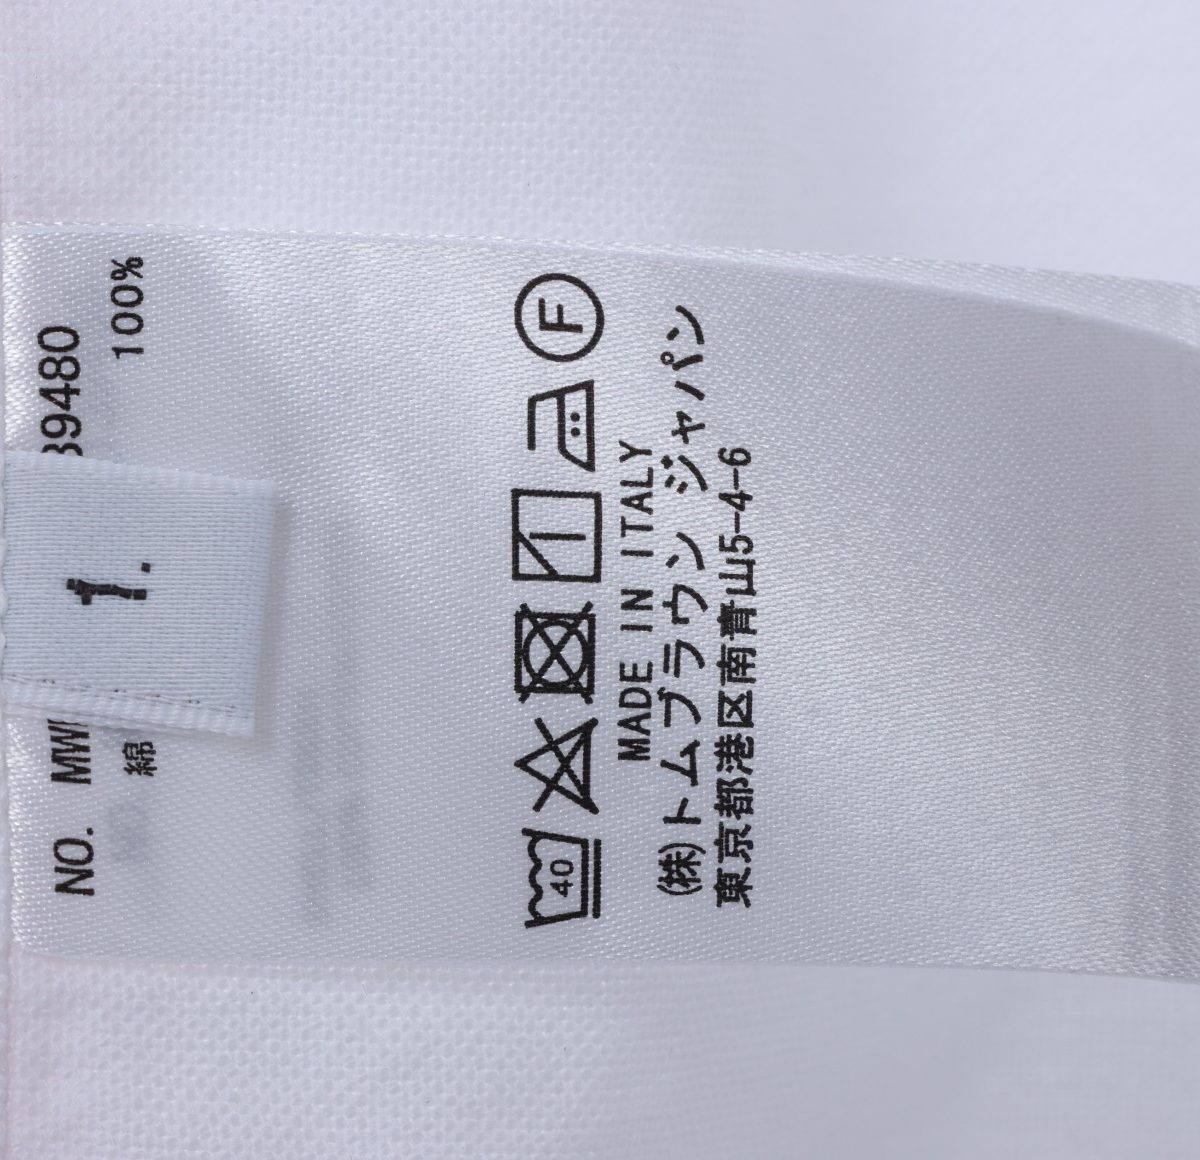 NO. MW 39480
綿 100%
1.
40 F
MADE IN ITALY
(株)トムブラウン ジャパン
東京都港区南青山5-4-6